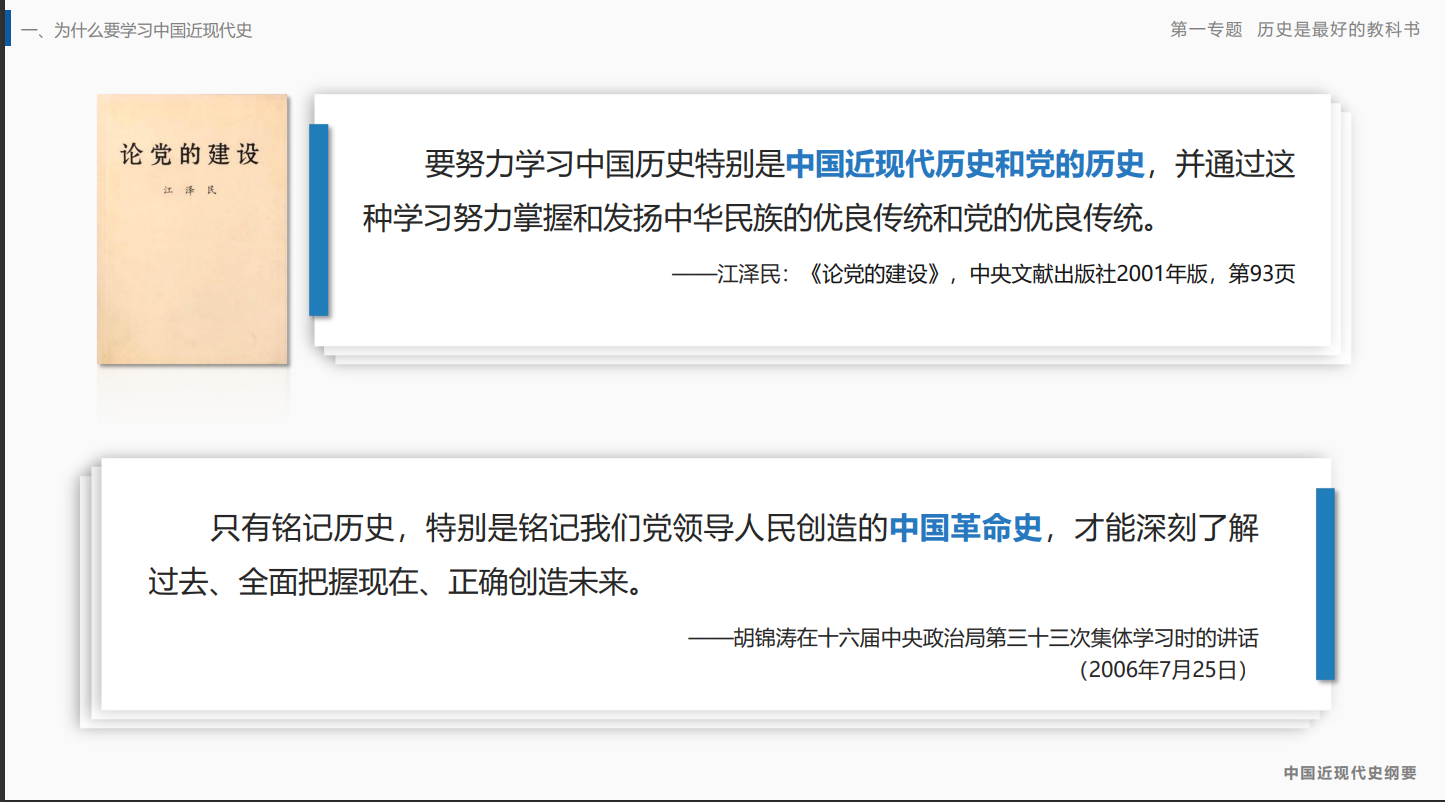 一、为什么要学习中国近现代史
第一专题 历史是最好的教科书
论党的建设
江泽民
要努力学习中国历史特别是中国近现代历史和党的历史，并通过这
种学习努力掌握和发扬中华民族的优良传统和党的优良传统。
——江泽民：《论党的建设》，中央文献出版社2001年版，第93页
只有铭记历史，特别是铭记我们党领导人民创造的中国革命史，才能深刻了解
过去、全面把握现在、正确创造未来。
——胡锦涛在十六届中央政治局第三十三次集体学习时的讲话
（2006年7月25日）
中国近现代史纲要